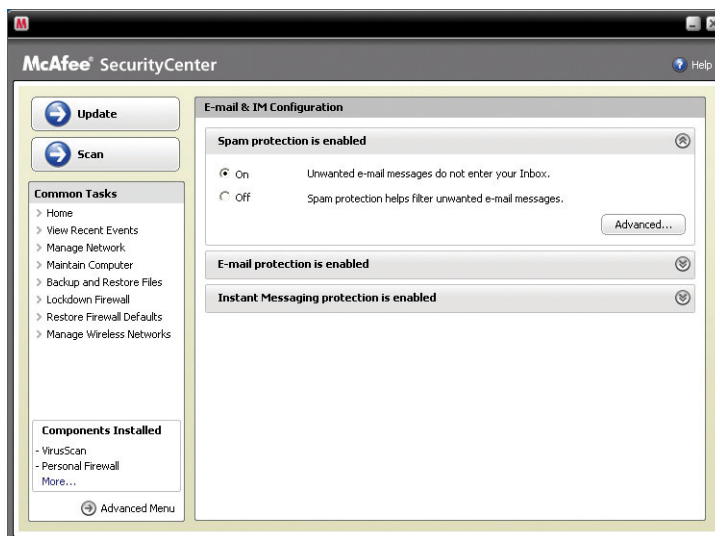 McAfee® SecurityCenter
Help
Update
Scan
Common Tasks
> Home
> View Recent Events
> Manage Network
> Maintain Computer
> Backup and Restore Files
> Lockdown Firewall
> Restore Firewall Defaults
> Manage Wireless Networks
Components Installed
- VirusScan
- Personal Firewall
More...
Advanced Menu
E-mail & IM Configuration
Spam protection is enabled
On Unwanted e-mail messages do not enter your Inbox.
Off Spam protection helps filter unwanted e-mail messages.
Advanced...
E-mail protection is enabled
Instant Messaging protection is enabled